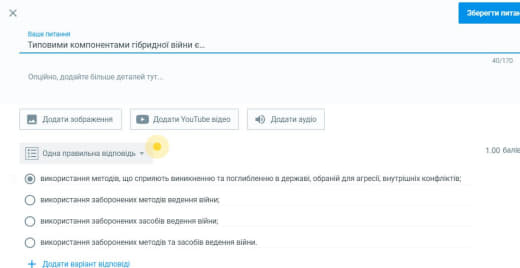 Зберегти питан
Ваше питання
Типовими компонентами гібридної війни є...
40/170
Опційно, додайте більше деталей тут...
Додати зображення
Додати YouTube відео
Додати аудіо
Одна правильна відповідь
1.00 балів
використання методів, що сприяють виникненню та поглибленню в державі, обраній для агресії, внутрішніх конфліктів;
використання заборонених методів ведення війни;
використання заборонених засобів ведення війни;
використання заборонених методів та засобів ведення війни.
+ Додати варіант відповіді